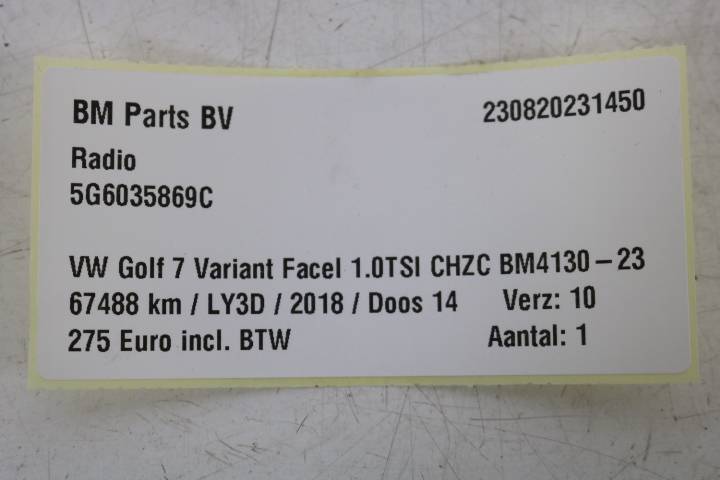 BM Parts BV 230820231450
Radio
5G6035869C
VW Golf 7 Variant Facel 1.0TSI CHZC BM4130-23
67488 km / LY3D / 2018 / Doos 14 Verz: 10
275 Euro incl. BTW Aantal: 1